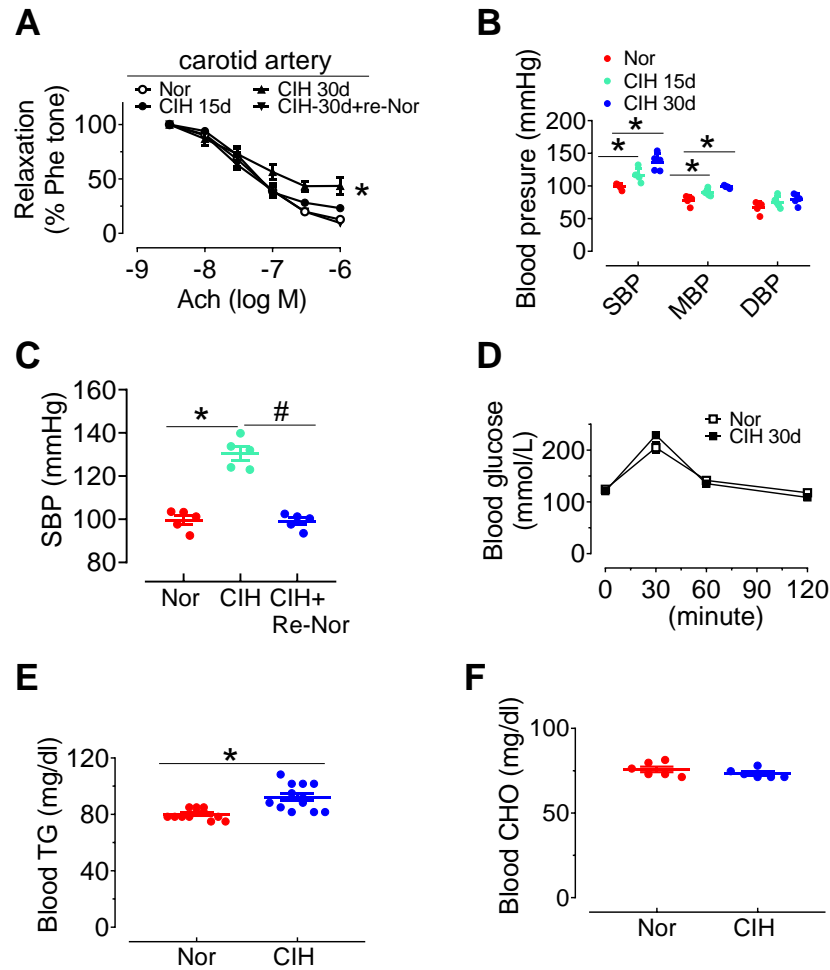 A
carotid artery
Nor
CIH 15d
CIH 30d
CIH-30d+re-Nor
Relaxation
(% Phe tone)
100
50
0
*
-9 -8 -7 -6
Ach (log M)
B
Nor
CIH 15d
CIH 30d
Blood presure (mmHg)
200
150
100
50
0
* * * *
SBP MBP DBP
C
SBP (mmHg)
160
140
120
100
80
* #
Nor CIH CIH+
Re-Nor
D
Nor
CIH 30d
Blood glucose
(mmol/L)
200
100
0
0 30 60 90 120
(minute)
E
Blood TG (mg/dl)
120
80
40
0
*
Nor CIH
F
Blood CHO (mg/dl)
100
50
0
Nor CIH